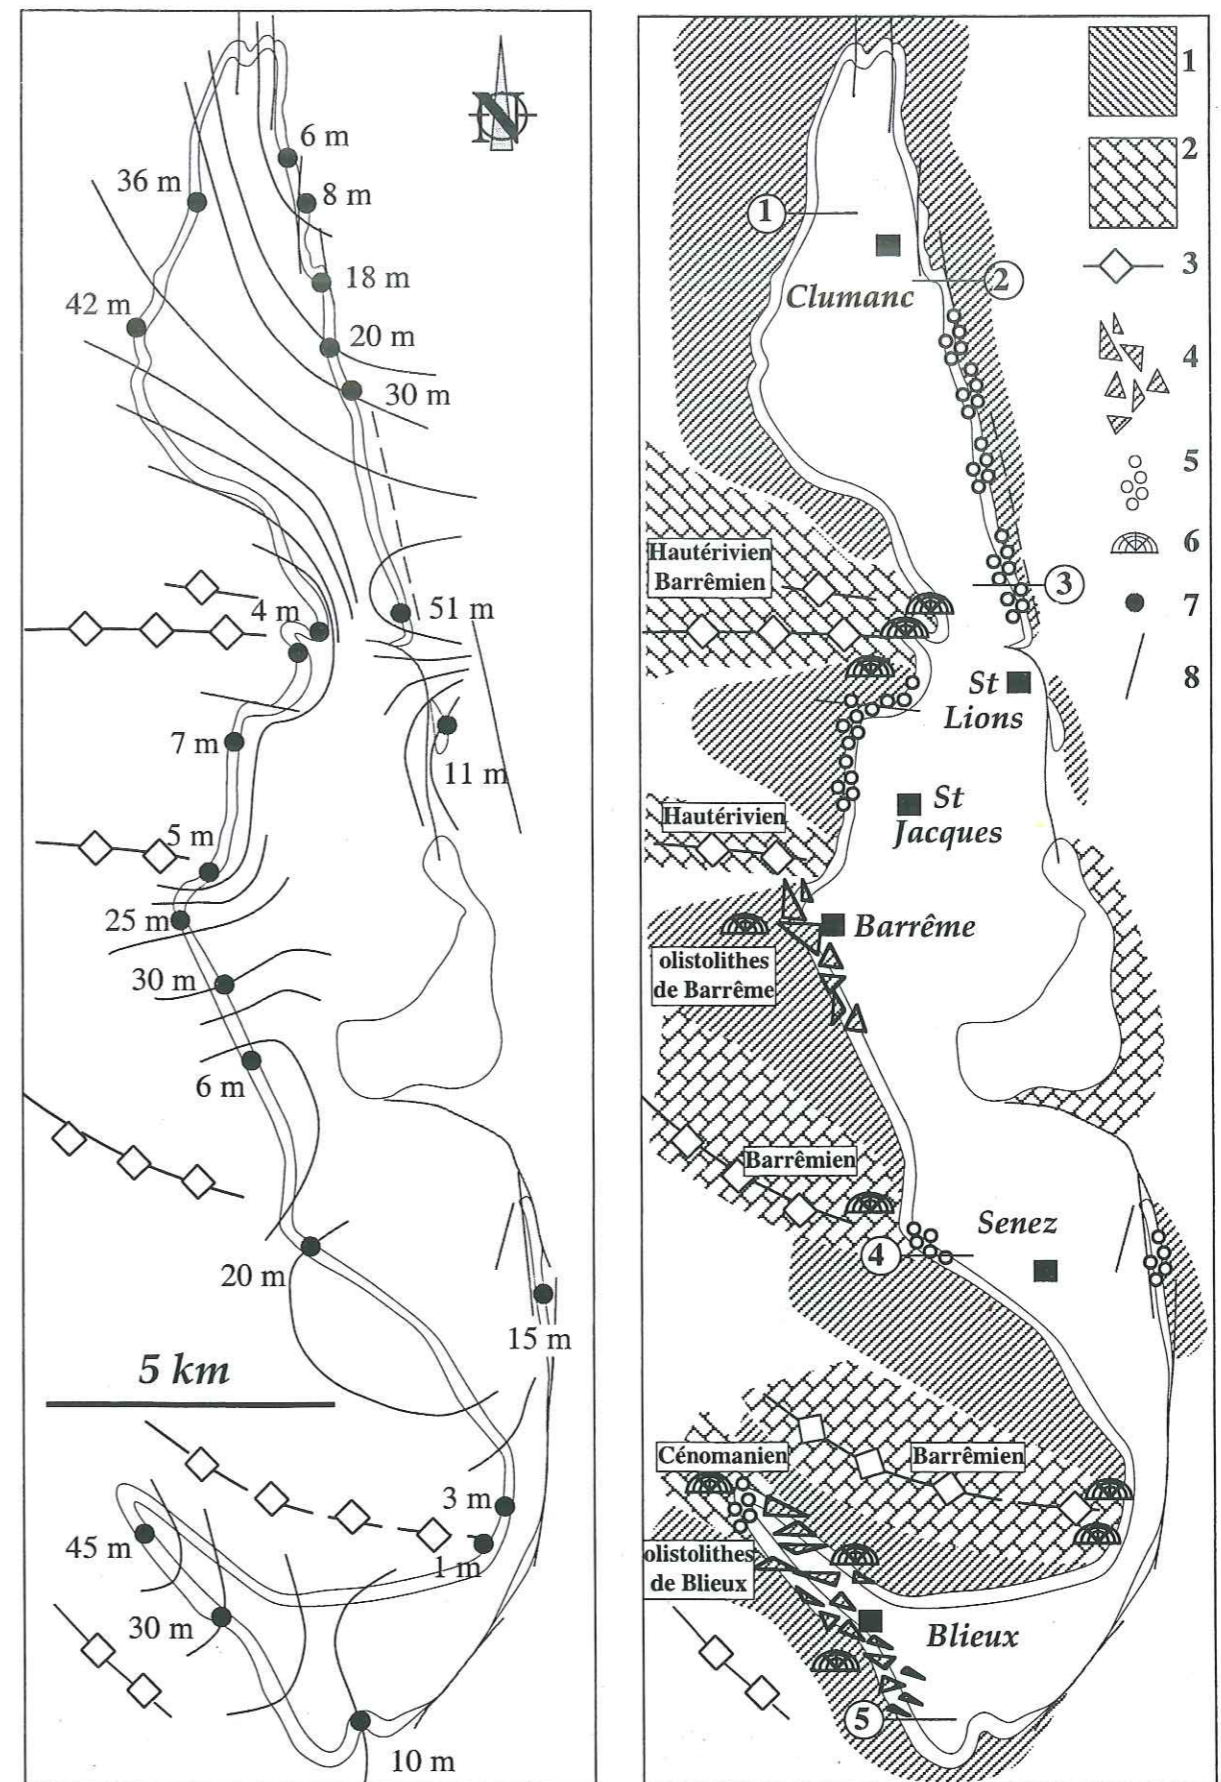 N
6 m
36 m
8 m
18 m
42 m
20 m
30 m
4 m
51 m
7 m
11 m
5 m
25 m
30 m
6 m
20 m
15 m
5 km
3 m
45 m
1 m
30 m
10 m
1
2
3
4
5
6
7
8
1
Clumanc
2
Hautérivien
Barrêmien
3
St
Lions
St
Jacques
Hautérivien
Barrême
olistolithes
de Barrême
Barrêmien
Senez
4
Cénomanien
Barrêmien
olistolithes
de Blieux
Blieux
5